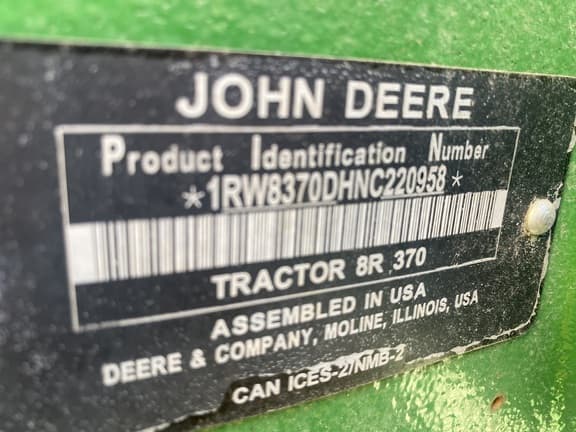 JOHN DEERE
Product Identification Number
*1RW8370DHNC220958*
TRACTOR 8R 370
ASSEMBLED IN USA
DEERE & COMPANY, MOLINE, ILLINOIS, USA
CAN ICES-2/NMB-2